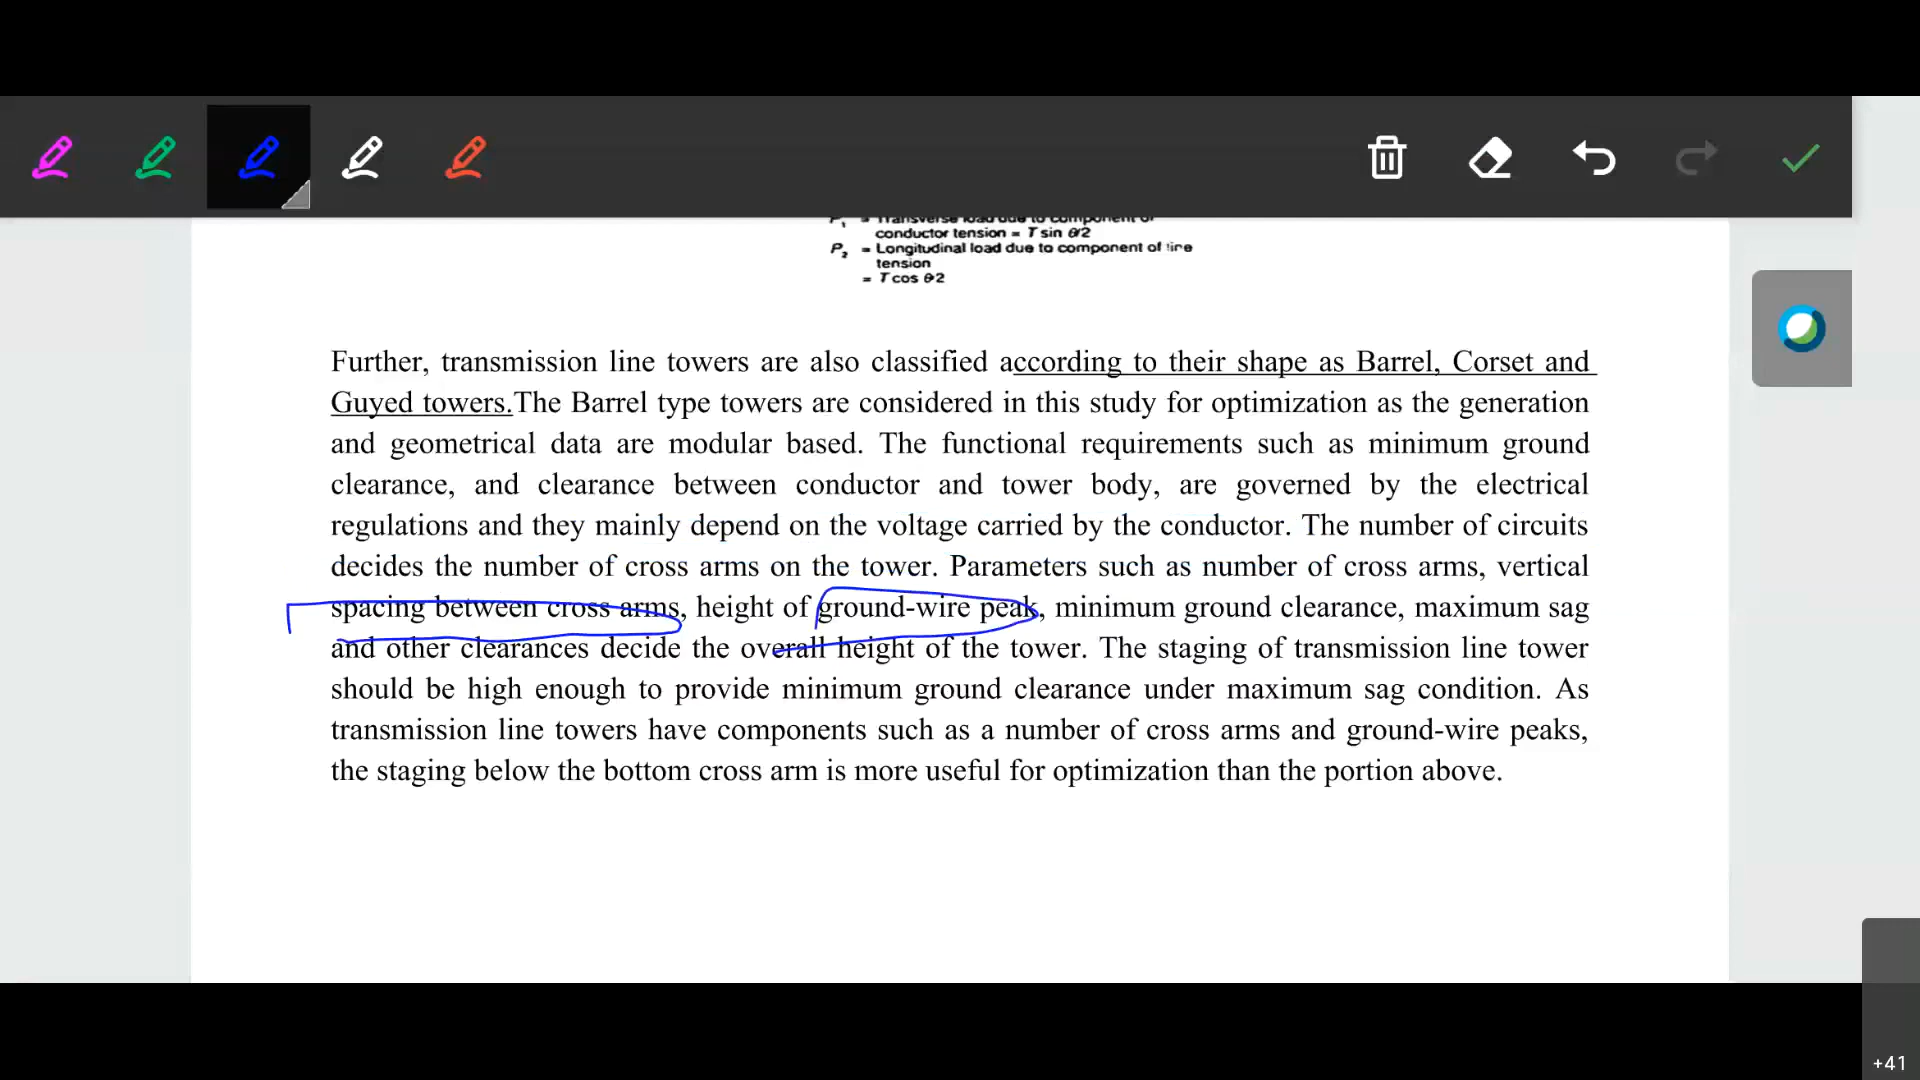 P₁ = Transverse load due to component of
conductor tension = T sin θ/2
P₂ = Longitudinal load due to component of line
tension
= T cos θ2
Further, transmission line towers are also classified according to their shape as Barrel, Corset and
Guyed towers.The Barrel type towers are considered in this study for optimization as the generation
and geometrical data are modular based. The functional requirements such as minimum ground
clearance, and clearance between conductor and tower body, are governed by the electrical
regulations and they mainly depend on the voltage carried by the conductor. The number of circuits
decides the number of cross arms on the tower. Parameters such as number of cross arms, vertical
spacing between cross arms, height of ground-wire peak, minimum ground clearance, maximum sag
and other clearances decide the overall height of the tower. The staging of transmission line tower
should be high enough to provide minimum ground clearance under maximum sag condition. As
transmission line towers have components such as a number of cross arms and ground-wire peaks,
the staging below the bottom cross arm is more useful for optimization than the portion above.
+41